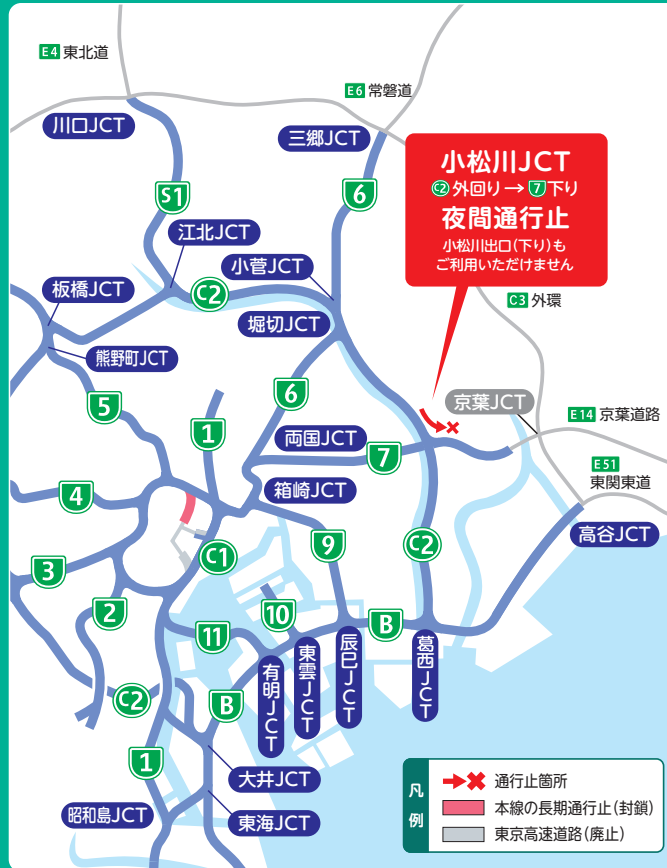 E4 東北道
E6 常磐道
川口JCT
三郷JCT
小松川JCT
C2外回り→7下り
夜間通行止
小松川出口(下り)も
ご利用いただけません
S1
6
江北JCT
小菅JCT
板橋JCT
C2
C3 外環
堀切JCT
熊野町JCT
5
6
京葉JCT
1
E14 京葉道路
両国JCT
7
E51
東関東道
箱崎JCT
4
高谷JCT
9
C2
C1
3
2
10
11
B
有明JCT
東雲JCT
辰巳JCT
葛西JCT
C2
B
1
大井JCT
昭和島JCT
東海JCT
凡例
通行止箇所
本線の長期通行止(封鎖)
東京高速道路(廃止)